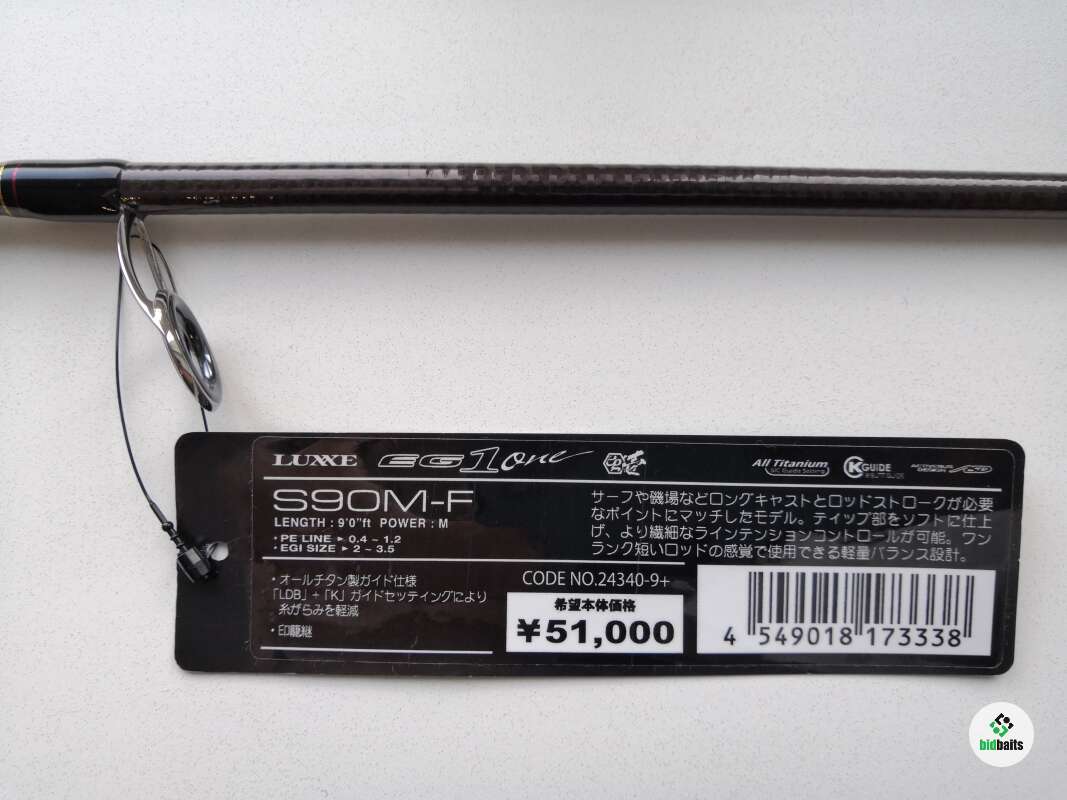 LUXXE EG1 One
All Titanium
SiC Guide Setting
KGUIDE
S90M-F
LENGTH : 9'0"ft POWER : M
・PE LINE ▸ 0.4 ~ 1.2
・EGI SIZE ▸ 2 ~ 3.5
サーフや磯場などロングキャストとロッドストロークが必要
なポイントにマッチしたモデル。ティップ部をソフトに仕上
げ、より繊細なラインテンションコントロールが可能。ワン
ランク短いロッドの感覚で使用できる軽量バランス設計。
・オールチタン製ガイド仕様
「LDB」+「K」ガイドセッティングにより
糸がらみを軽減
・印籠継
CODE NO.24340-9+
希望本体価格
¥51,000
4 549018 173338
bidbaits